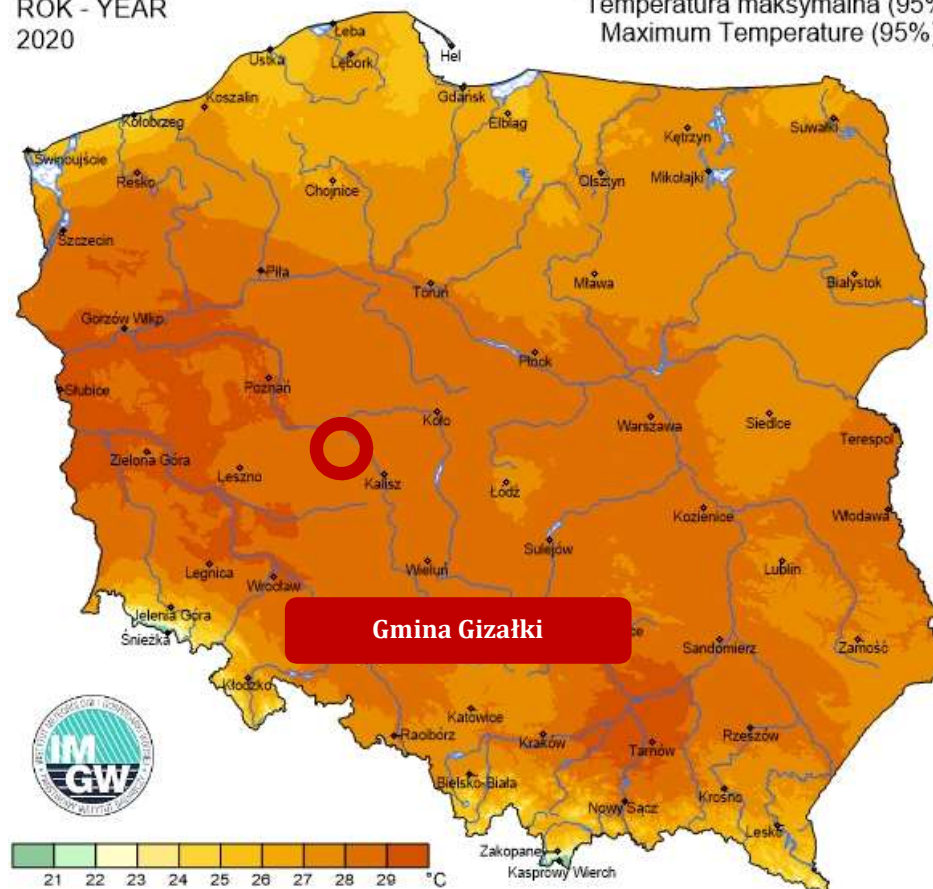 ROK - YEAR
2020
Temperatura maksymalna (95%
Maximum Temperature (95%)
Łeba
Ustka
Lębork
Hel
Koszalin
Gdańsk
Kołobrzeg
Elbląg
Kętrzyn
Suwałki
Świnoujście
Resko
Chojnice
Olsztyn
Mikołajki
Szczecin
Piła
Toruń
Mława
Białystok
Gorzów Wlkp.
Płock
Słubice
Poznań
Koło
Warszawa
Siedlce
Terespol
Zielona Góra
Leszno
Kalisz
Łódź
Kozienice
Włodawa
Sulejów
Legnica
Wrocław
Wieluń
Lublin
Jelenia Góra
Śnieżka
Gmina Gizałki
ce
Sandomierz
Zamość
Kłodzko
Katowice
Racibórz
Kraków
Tarnów
Rzeszów
IM
GW
Bielsko-Biała
Nowy Sącz
Krosno
Lesko
Zakopane
Kasprowy Wierch
21 22 23 24 25 26 27 28 29 °C